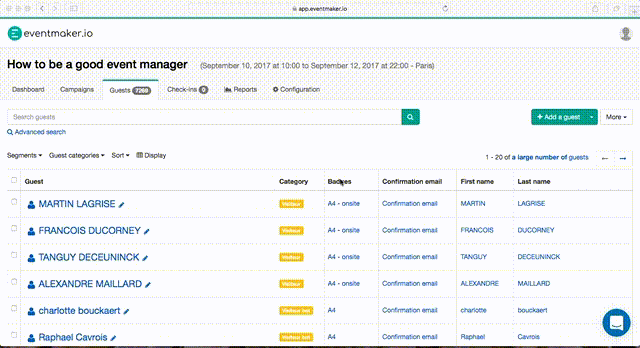 app.eventmaker.io
eventmaker.io
How to be a good event manager (September 10, 2017 at 10:00 to September 12, 2017 at 22:00 - Paris)
Dashboard Campaigns Guests 7269 Check-ins 0 Reports Configuration
Search guests
+ Add a guest More
Advanced search
Segments Guest categories Sort Display
1 - 20 of a large number of guests
Guest Category Badges Confirmation email First name Last name
MARTIN LAGRISE Visiteur A4 - onsite Confirmation email MARTIN LAGRISE
FRANCOIS DUCORNEY Visiteur A4 - onsite Confirmation email FRANCOIS DUCORNEY
TANGUY DECEUNINCK Visiteur A4 - onsite Confirmation email TANGUY DECEUNINCK
ALEXANDRE MAILLARD Visiteur A4 - onsite Confirmation email ALEXANDRE MAILLARD
charlotte bouckaert Visiteur A4 Confirmation email charlotte bouckaert
Raphael Cavrois Visiteur A4 Confirmation email Raphael Cavrois